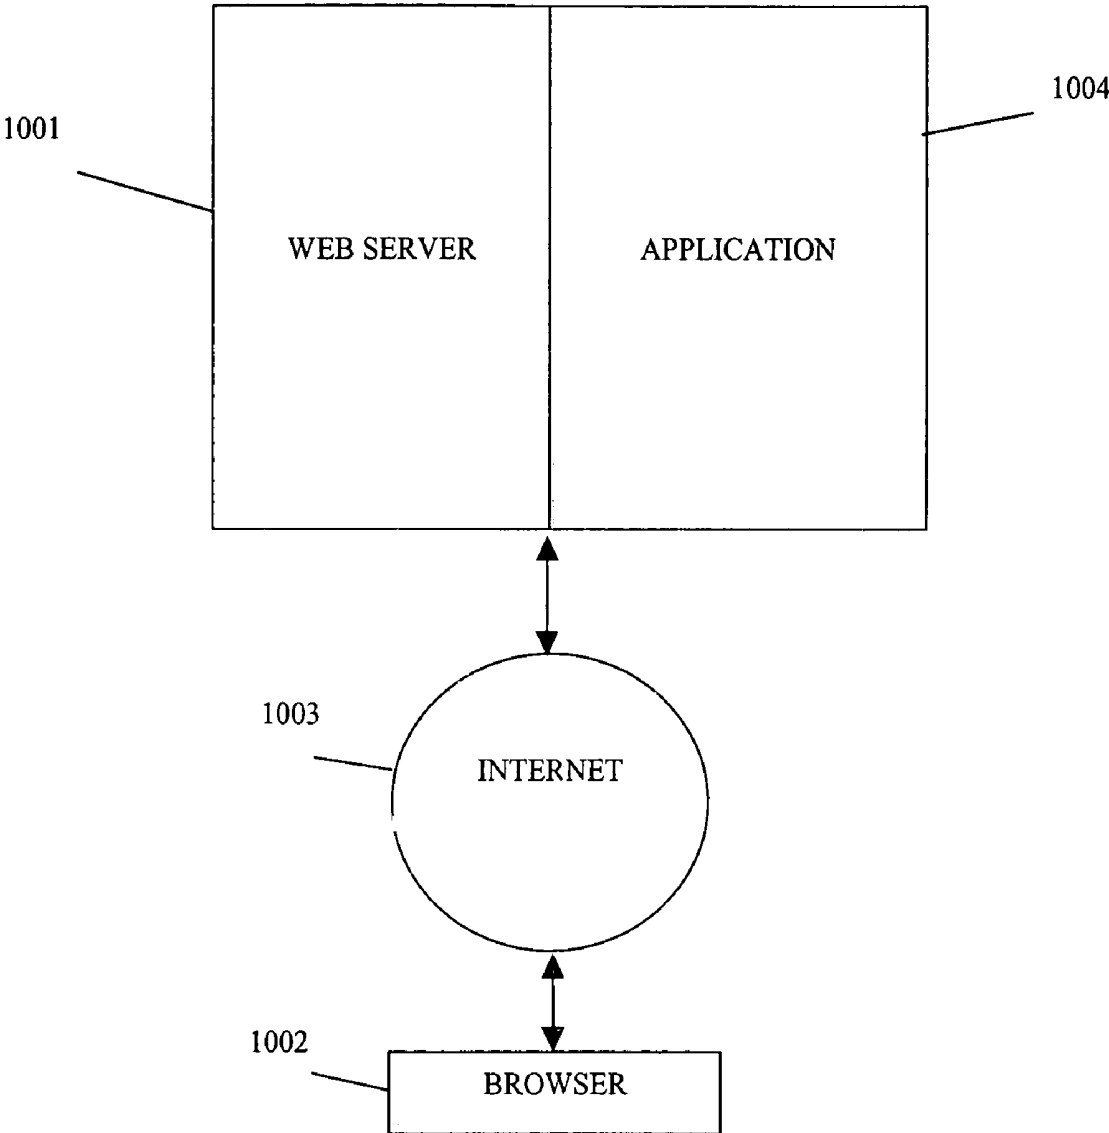 1004
1001
WEB SERVER
APPLICATION
1003
INTERNET
1002
BROWSER